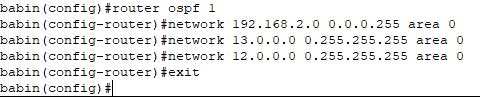 babin(config)#router ospf 1
babin(config-router)#network 192.168.2.0 0.0.0.255 area 0
babin(config-router)#network 13.0.0.0 0.255.255.255 area 0
babin(config-router)#network 12.0.0.0 0.255.255.255 area 0
babin(config-router)#exit
babin(config)#